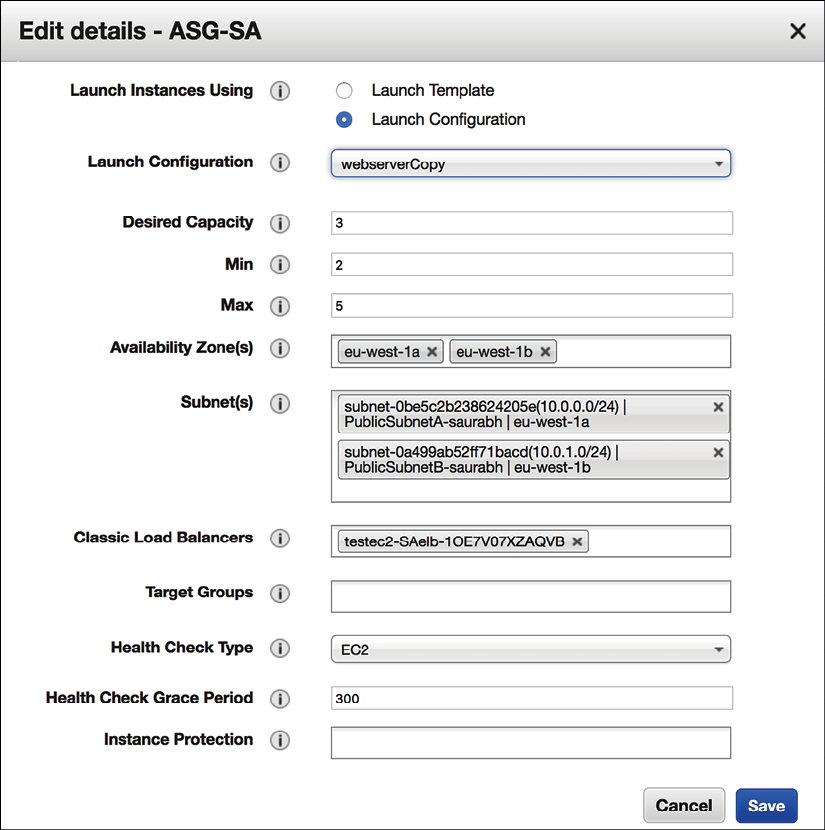 Edit details - ASG-SA
Launch Instances Using
Launch Template
Launch Configuration
Launch Configuration
webserverCopy
Desired Capacity
3
Min
2
Max
5
Availability Zone(s)
eu-west-1a
eu-west-1b
Subnet(s)
subnet-0be5c2b238624205e(10.0.0.0/24) |
PublicSubnetA-saurabh | eu-west-1a
subnet-0a499ab52ff71bacd(10.0.1.0/24) |
PublicSubnetB-saurabh | eu-west-1b
Classic Load Balancers
testec2-SAelb-1OE7V07XZAQVB
Target Groups
Health Check Type
EC2
Health Check Grace Period
300
Instance Protection
Cancel
Save